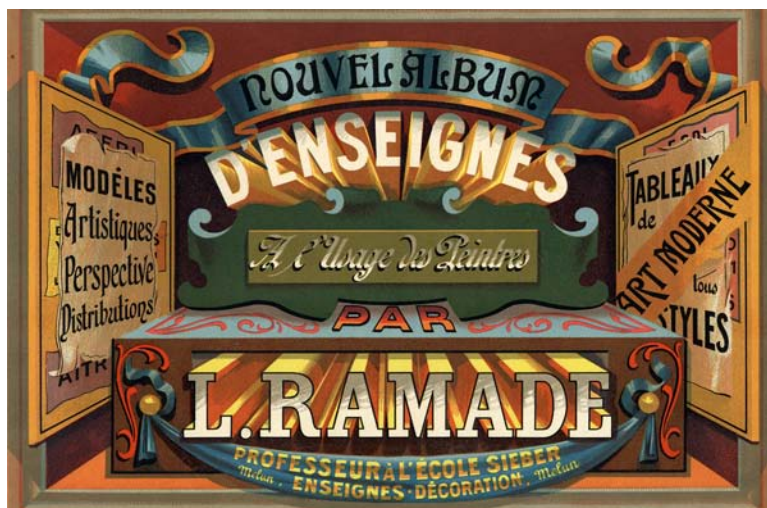 NOUVEL ALBUM
D'ENSEIGNES
A l'Usage des Peintres
PAR
L. RAMADE
PROFESSEUR À L'ÉCOLE SIEBER
Melun. ENSEIGNES-DÉCORATION. Melun
MODÉLES
Artistiques
Perspective
Distributions
AITR
TABLEAUX
de
ART MODERNE
tous
STYLES